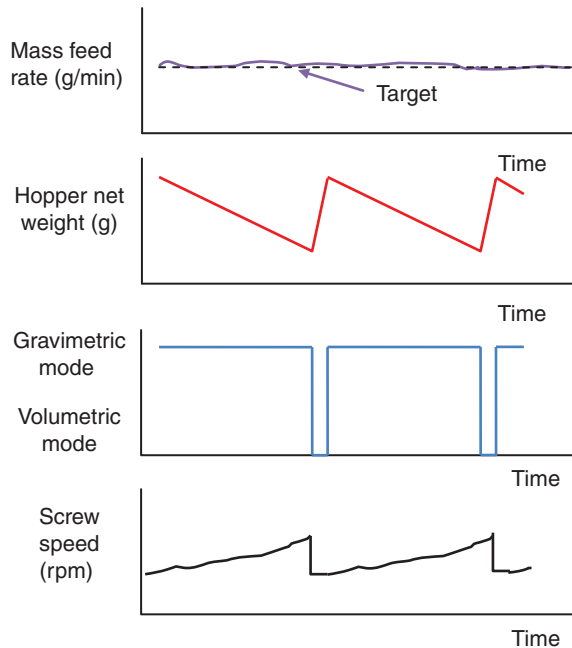 Mass feed
rate (g/min)
Target
Time
Hopper net
weight (g)
Time
Gravimetric
mode
Volumetric
mode
Time
Screw
speed
(rpm)
Time